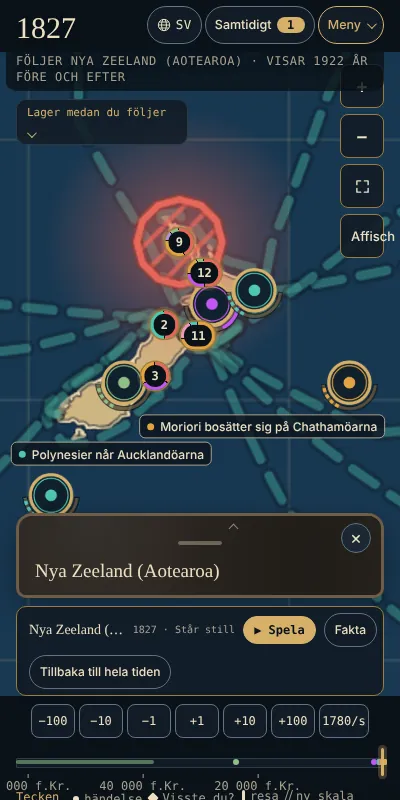 1827
SV
Samtidigt 1
Meny
FÖLJER NYA ZEELAND (AOTEAROA) · VISAR 1922 ÅR
FÖRE OCH EFTER
+
Lager medan du följer
−
Affisch
9
12
2
11
3
Moriori bosätter sig på Chathamöarna
Polynesier når Aucklandöarna
×
Nya Zeeland (Aotearoa)
Nya Zeeland (… 1827 · Står still
▶ Spela
Fakta
Tillbaka till hela tiden
−100 −10 −1 +1 +10 +100 1780/s
000 f.Kr. 40 000 f.Kr. 20 000 f.Kr.
Tecken händelse Visste du? resa // ny skala